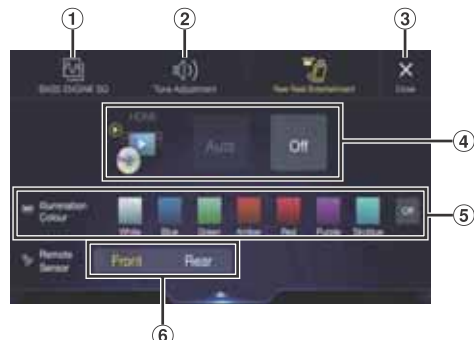 ① ② ③
BASS ENGINE SQ Tone Adjustment Rear Seat Entertainment Close
HDMI
Auto Off
④
Illumination Colour
White Blue Green Amber Red Purple Skyblue Off
⑤
Remote Sensor
Front Rear
⑥